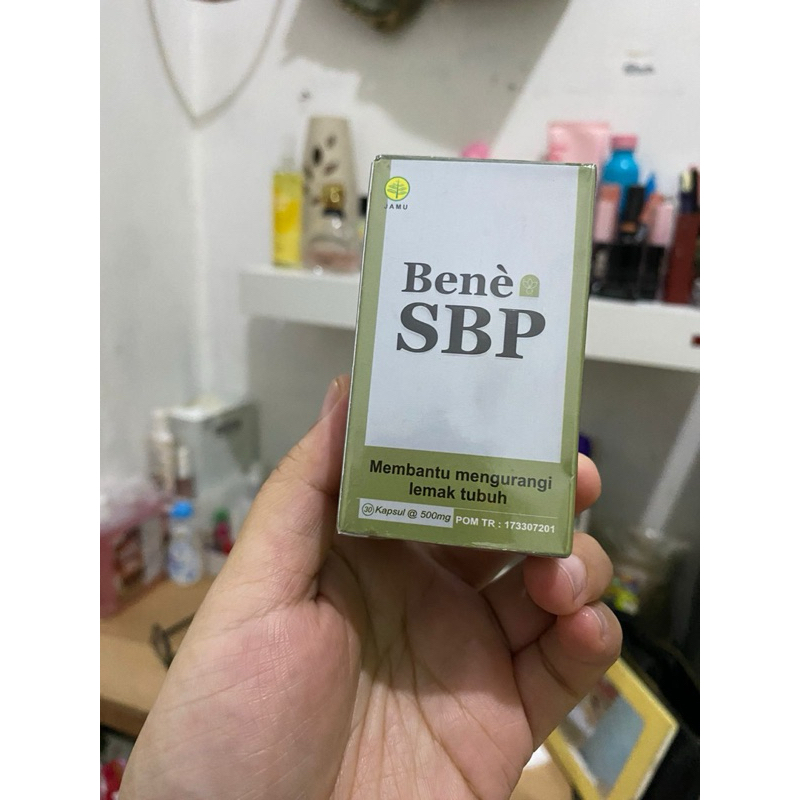 JAMU
Benè
SBP
Membantu mengurangi
lemak tubuh
30 Kapsul @ 500mg POM TR : 173307201